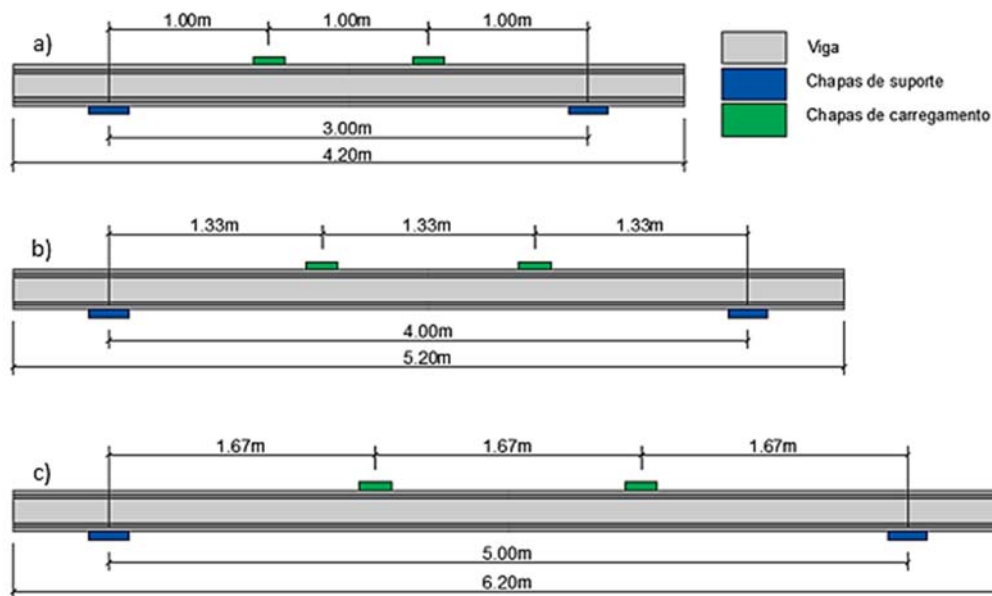 1.00m 1.00m 1.00m
a)
3.00m
4.20m
Viga
Chapas de suporte
Chapas de carregamento
1.33m 1.33m 1.33m
b)
4.00m
5.20m
1.67m 1.67m 1.67m
c)
5.00m
6.20m